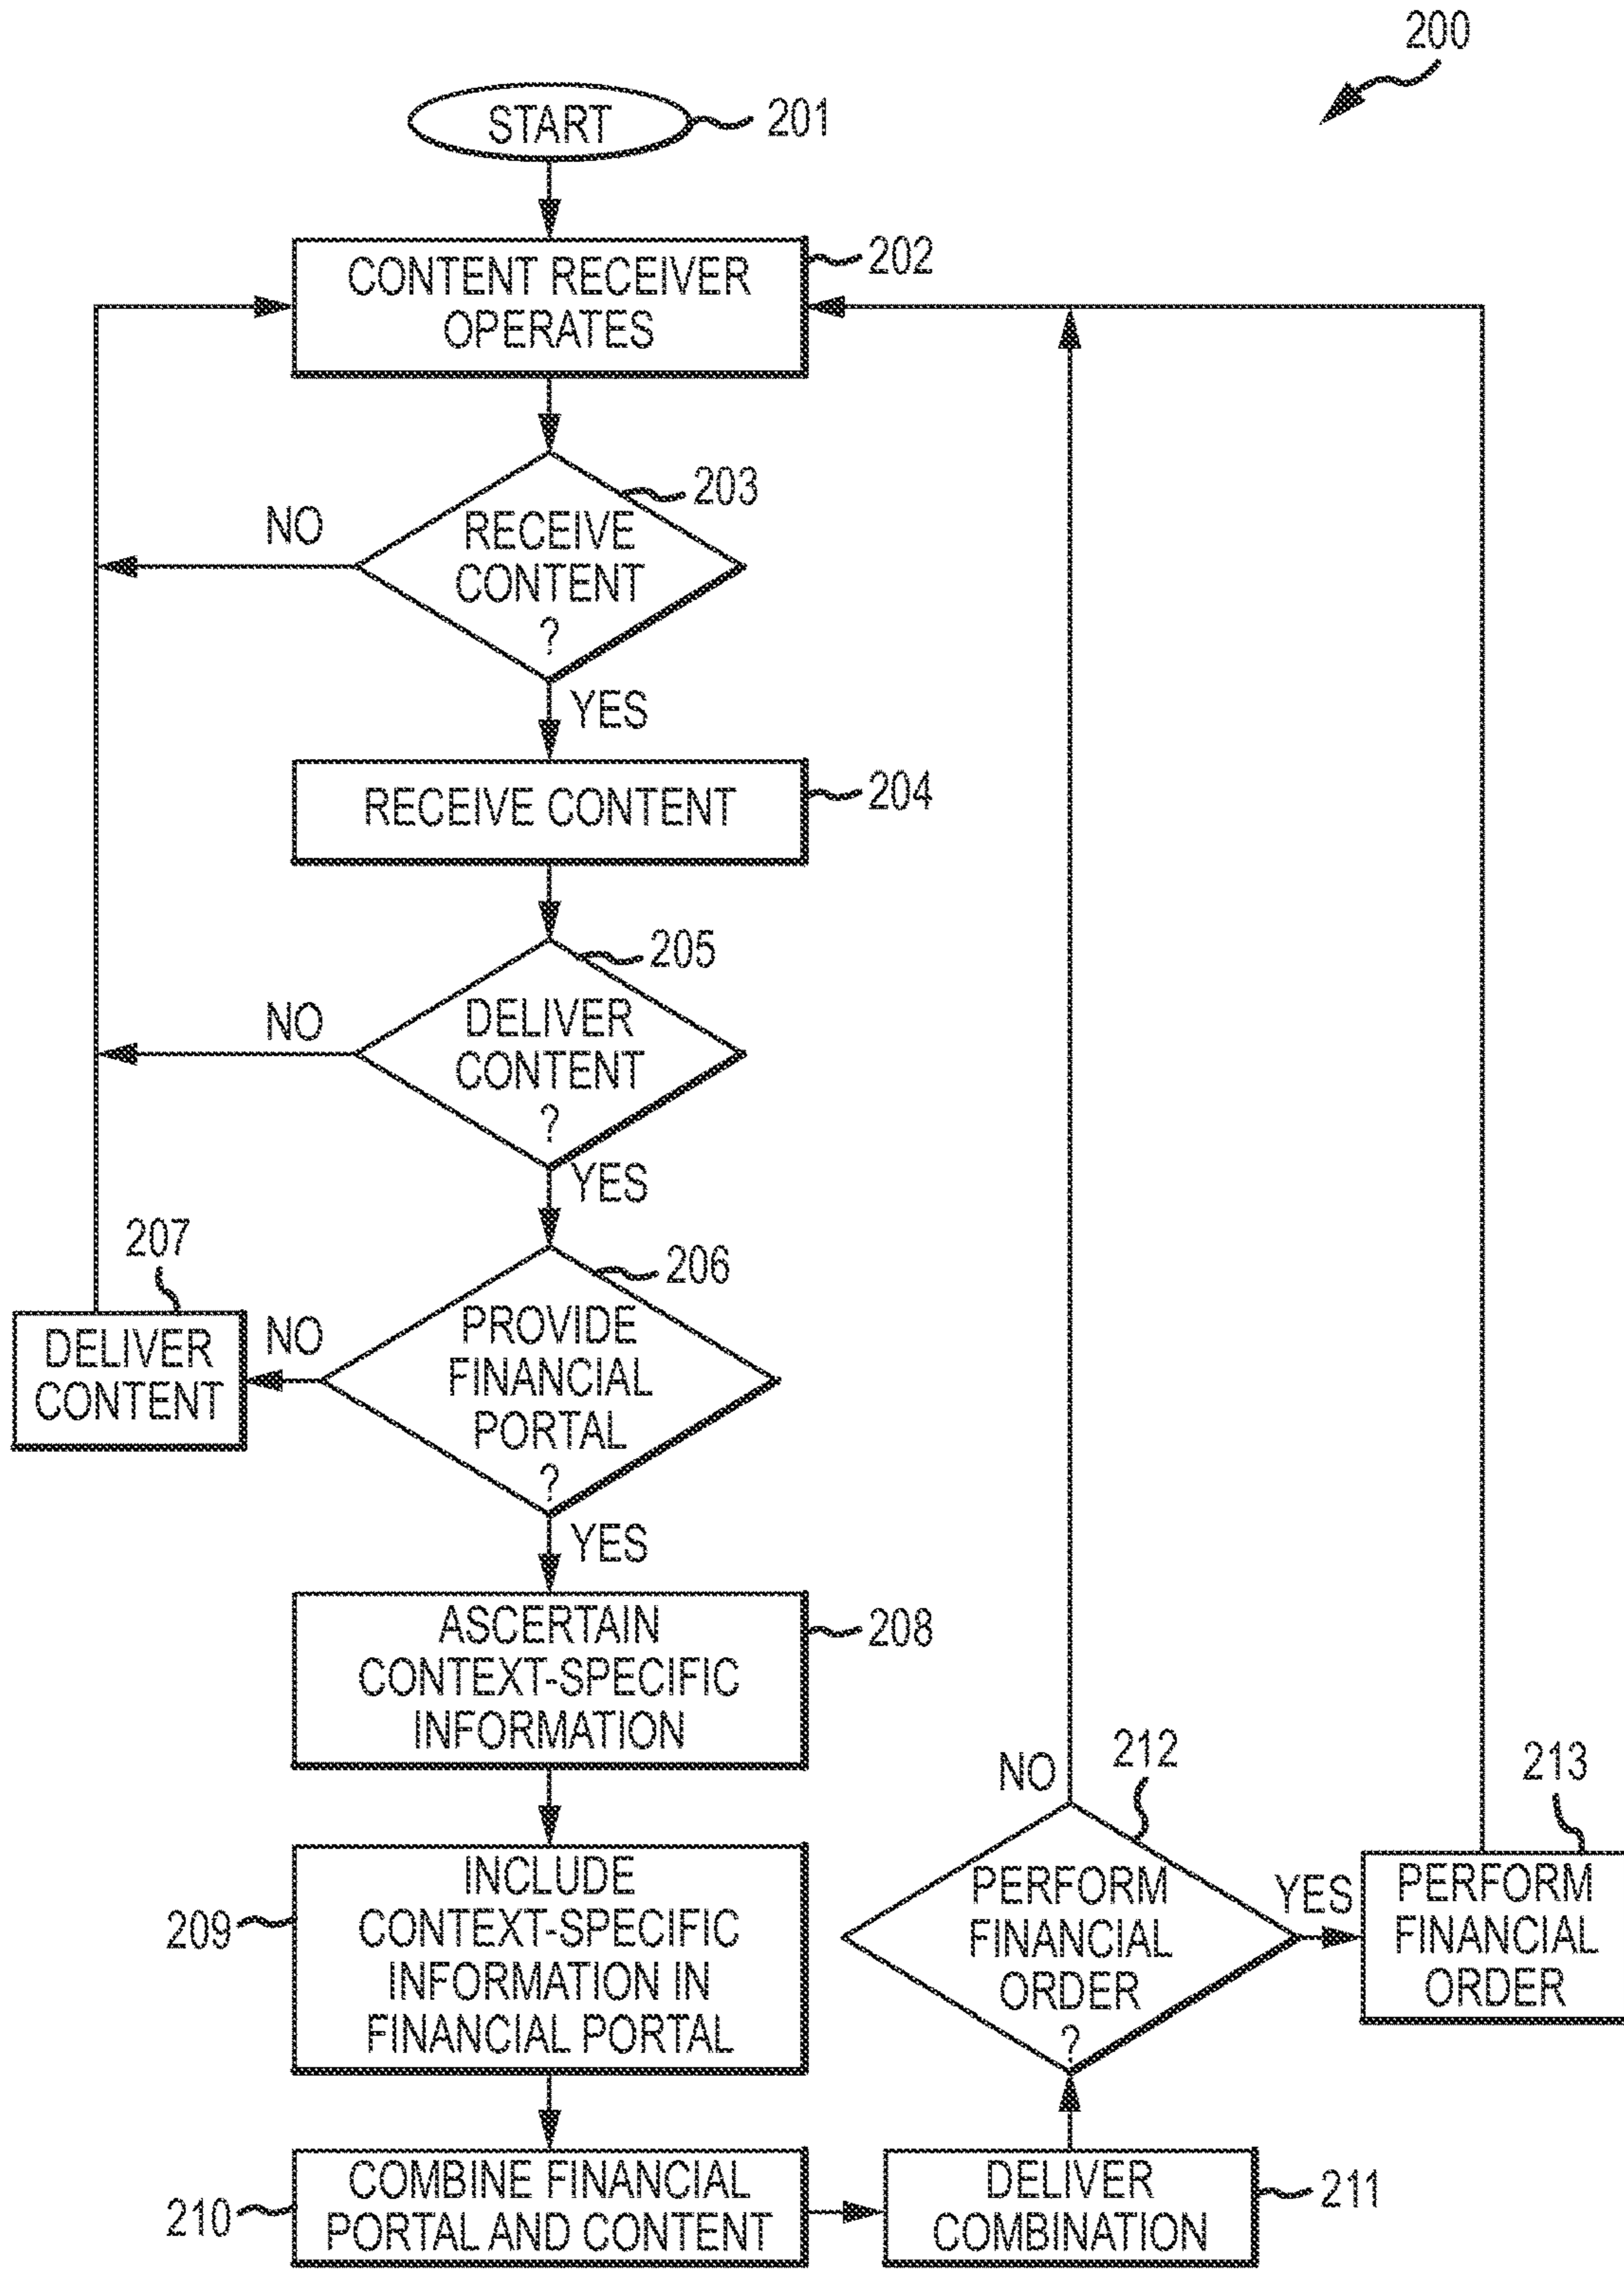 200
START
201
CONTENT RECEIVER
OPERATES
202
203
NO
RECEIVE
CONTENT
?
YES
RECEIVE CONTENT
204
205
NO
DELIVER
CONTENT
?
YES
207
206
DELIVER
CONTENT
NO
PROVIDE
FINANCIAL
PORTAL
?
YES
ASCERTAIN
CONTEXT-SPECIFIC
INFORMATION
208
209
INCLUDE
CONTEXT-SPECIFIC
INFORMATION IN
FINANCIAL PORTAL
210
COMBINE FINANCIAL
PORTAL AND CONTENT
DELIVER
COMBINATION
211
NO
212
PERFORM
FINANCIAL
ORDER
?
YES
213
PERFORM
FINANCIAL
ORDER